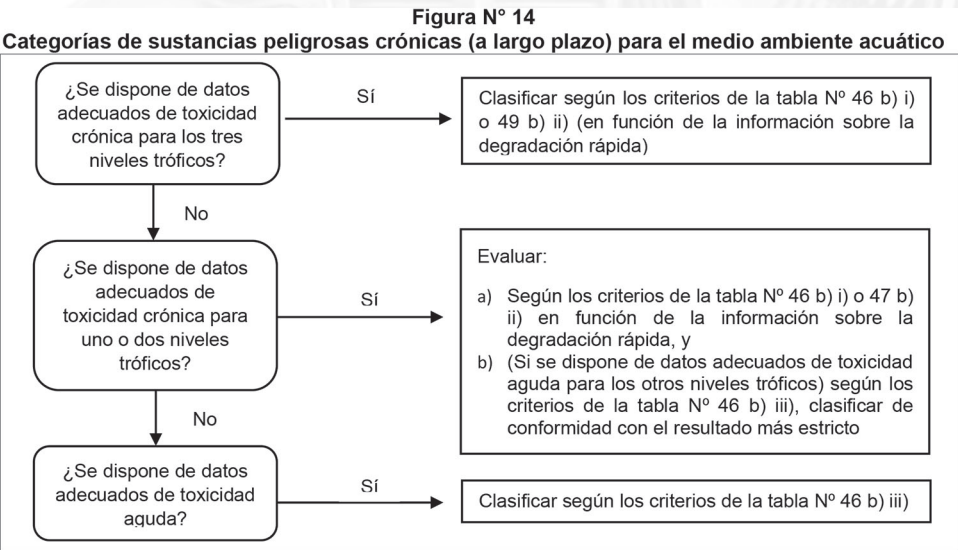 Figura N° 14
Categorías de sustancias peligrosas crónicas (a largo plazo) para el medio ambiente acuático
¿Se dispone de datos
adecuados de toxicidad
crónica para los tres
niveles tróficos?
Sí
Clasificar según los criterios de la tabla Nº 46 b) i)
o 49 b) ii) (en función de la información sobre la
degradación rápida)
No
¿Se dispone de datos
adecuados de
toxicidad crónica para
uno o dos niveles
tróficos?
Sí
Evaluar:
a) Según los criterios de la tabla Nº 46 b) i) o 47 b)
ii) en función de la información sobre la
degradación rápida, y
b) (Si se dispone de datos adecuados de toxicidad
aguda para los otros niveles tróficos) según los
criterios de la tabla Nº 46 b) iii), clasificar de
conformidad con el resultado más estricto
No
¿Se dispone de datos
adecuados de toxicidad
aguda?
Sí
Clasificar según los criterios de la tabla Nº 46 b) iii)